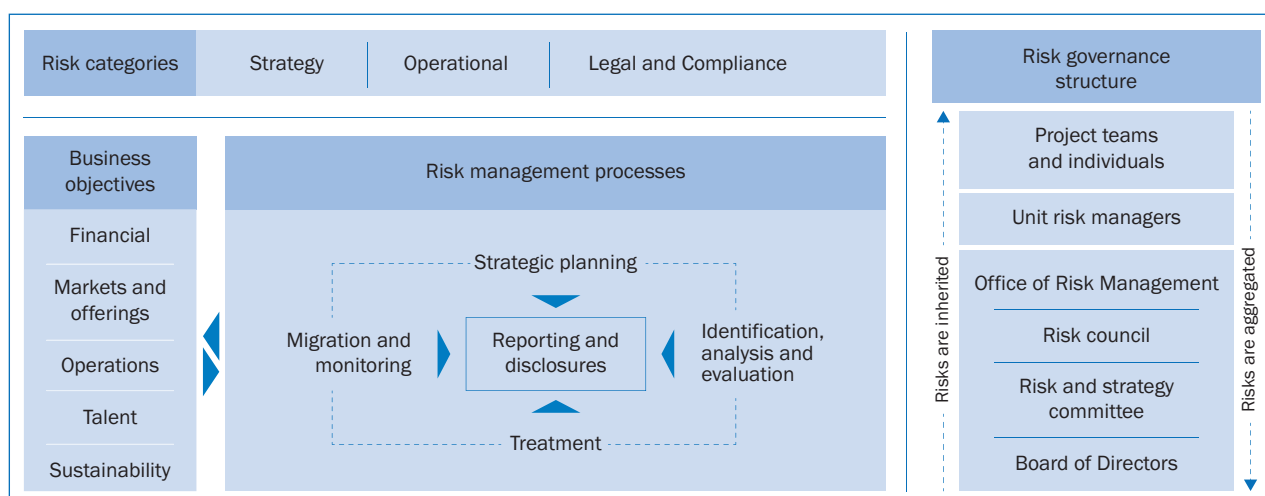 Risk categories
Strategy
Operational
Legal and Compliance
Business
objectives
Financial
Markets and
offerings
Operations
Talent
Sustainability
Risk management processes
Strategic planning
Migration and
monitoring
Reporting and
disclosures
Identification,
analysis and
evaluation
Treatment
Risk governance
structure
Risks are inherited
Project teams
and individuals
Unit risk managers
Office of Risk Management
Risk council
Risk and strategy
committee
Board of Directors
Risks are aggregated